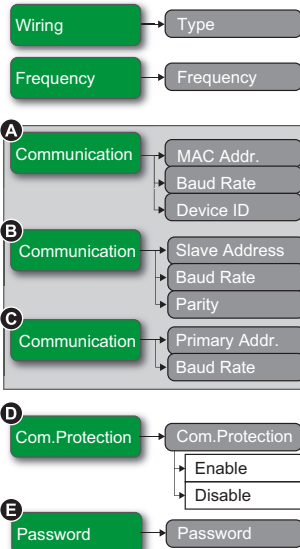 Wiring
Type
Frequency
Frequency
A
Communication
MAC Addr.
Baud Rate
Device ID
B
Communication
Slave Address
Baud Rate
Parity
C
Communication
Primary Addr.
Baud Rate
D
Com.Protection
Com.Protection
Enable
Disable
E
Password
Password